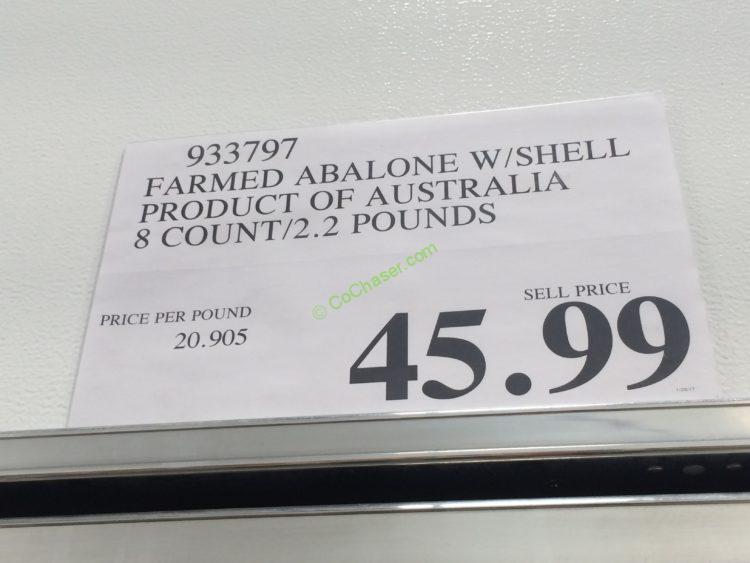 933797
FARMED ABALONE W/SHELL
PRODUCT OF AUSTRALIA
8 COUNT/2.2 POUNDS
© CoChaser.com
PRICE PER POUND
20.905
SELL PRICE
45.99